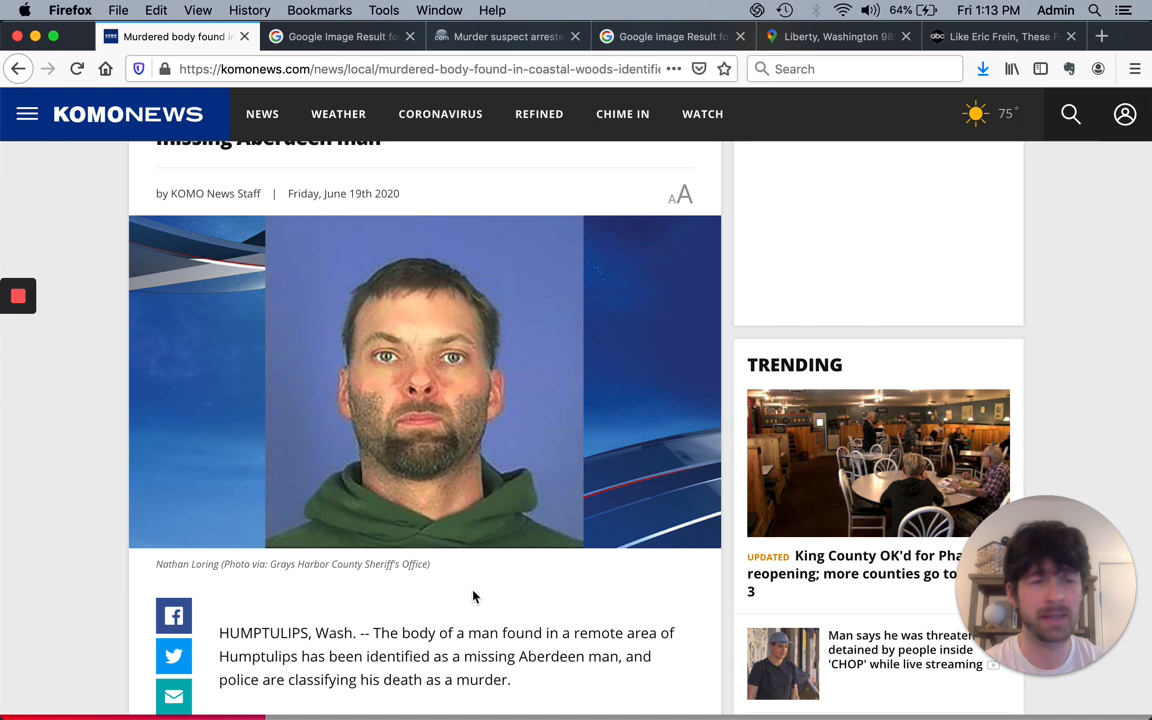 Firefox File Edit View History Bookmarks Tools Window Help 64% Fri 1:13 PM Admin
Murdered body found in
Google Image Result fo
Murder suspect arreste
Google Image Result fo
Liberty, Washington 98
Like Eric Frein, These F
https://komonews.com/news/local/murdered-body-found-in-coastal-woods-identifi
Search
KOMONEWS NEWS WEATHER CORONAVIRUS REFINED CHIME IN WATCH 75°
missing Aberdeen man
by KOMO News Staff | Friday, June 19th 2020
AA
Nathan Loring (Photo via: Grays Harbor County Sheriff's Office)
HUMPTULIPS, Wash. -- The body of a man found in a remote area of
Humptulips has been identified as a missing Aberdeen man, and
police are classifying his death as a murder.
TRENDING
UPDATED King County OK'd for Pha
reopening; more counties go to
3
Man says he was threaten
detained by people inside
'CHOP' while live streaming